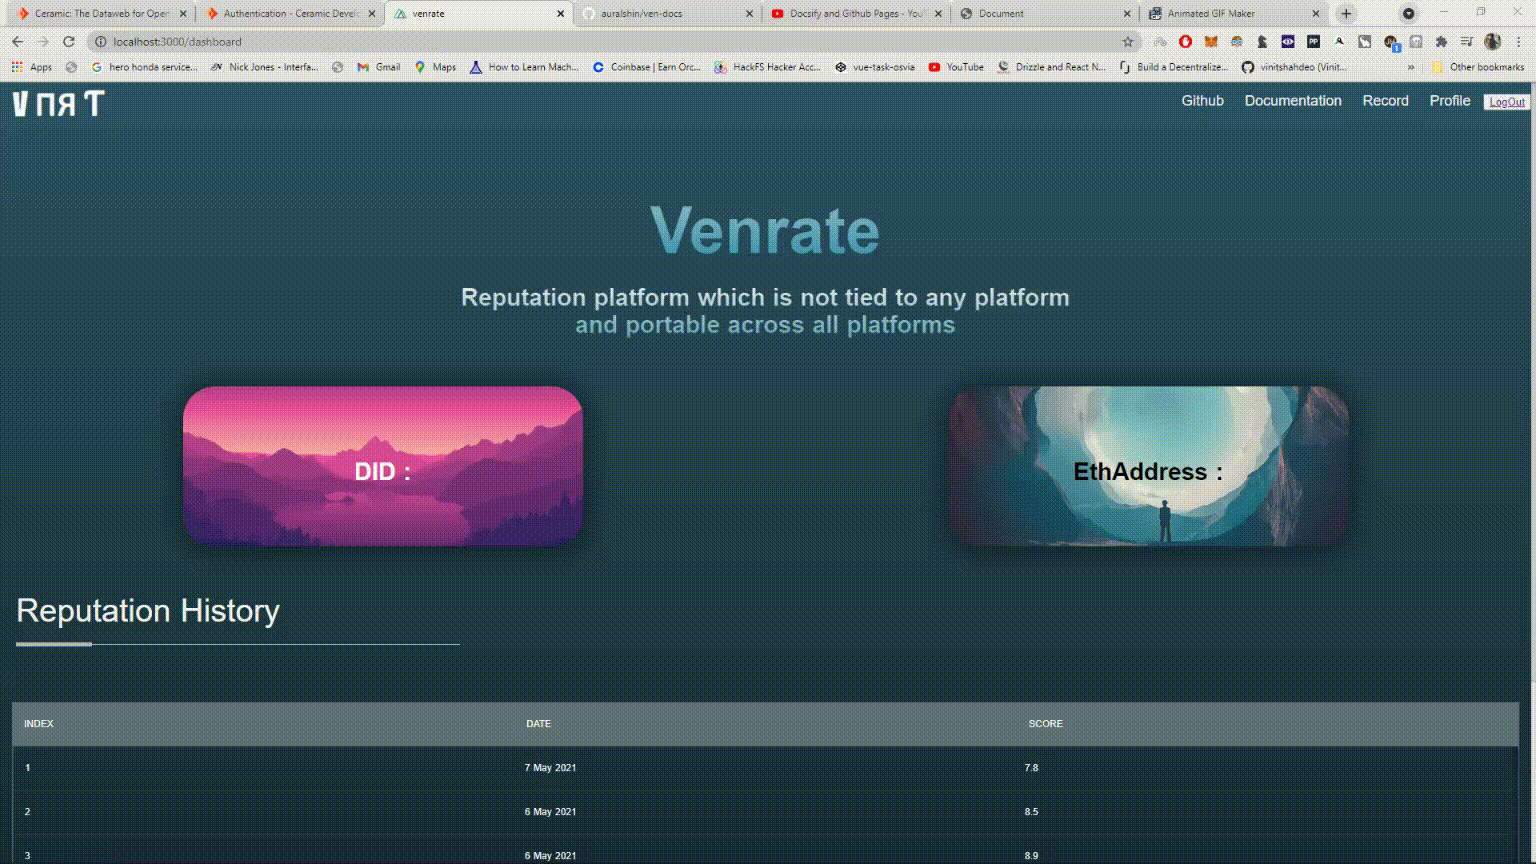 Ceramic: The Dataweb for Open
Authentication - Ceramic Develo
venrate
auralshin/ven-docs
Docsify and Github Pages - YouT
Document
Animated GIF Maker
localhost:3000/dashboard
Apps
hero honda service...
Nick Jones - Interfa...
Gmail
Maps
How to Learn Mach...
Coinbase | Earn Orc...
HackFS Hacker Acc...
vue-task-osvia
YouTube
Drizzle and React N...
Build a Decentralize...
vinitshahdeo (Vinit...
»
Other bookmarks
Github
Documentation
Record
Profile
LogOut
Venrate
Reputation platform which is not tied to any platform
and portable across all platforms
DID :
EthAddress :
Reputation History
INDEX DATE SCORE
1 7 May 2021 7.8
2 6 May 2021 8.5
3 6 May 2021 8.9